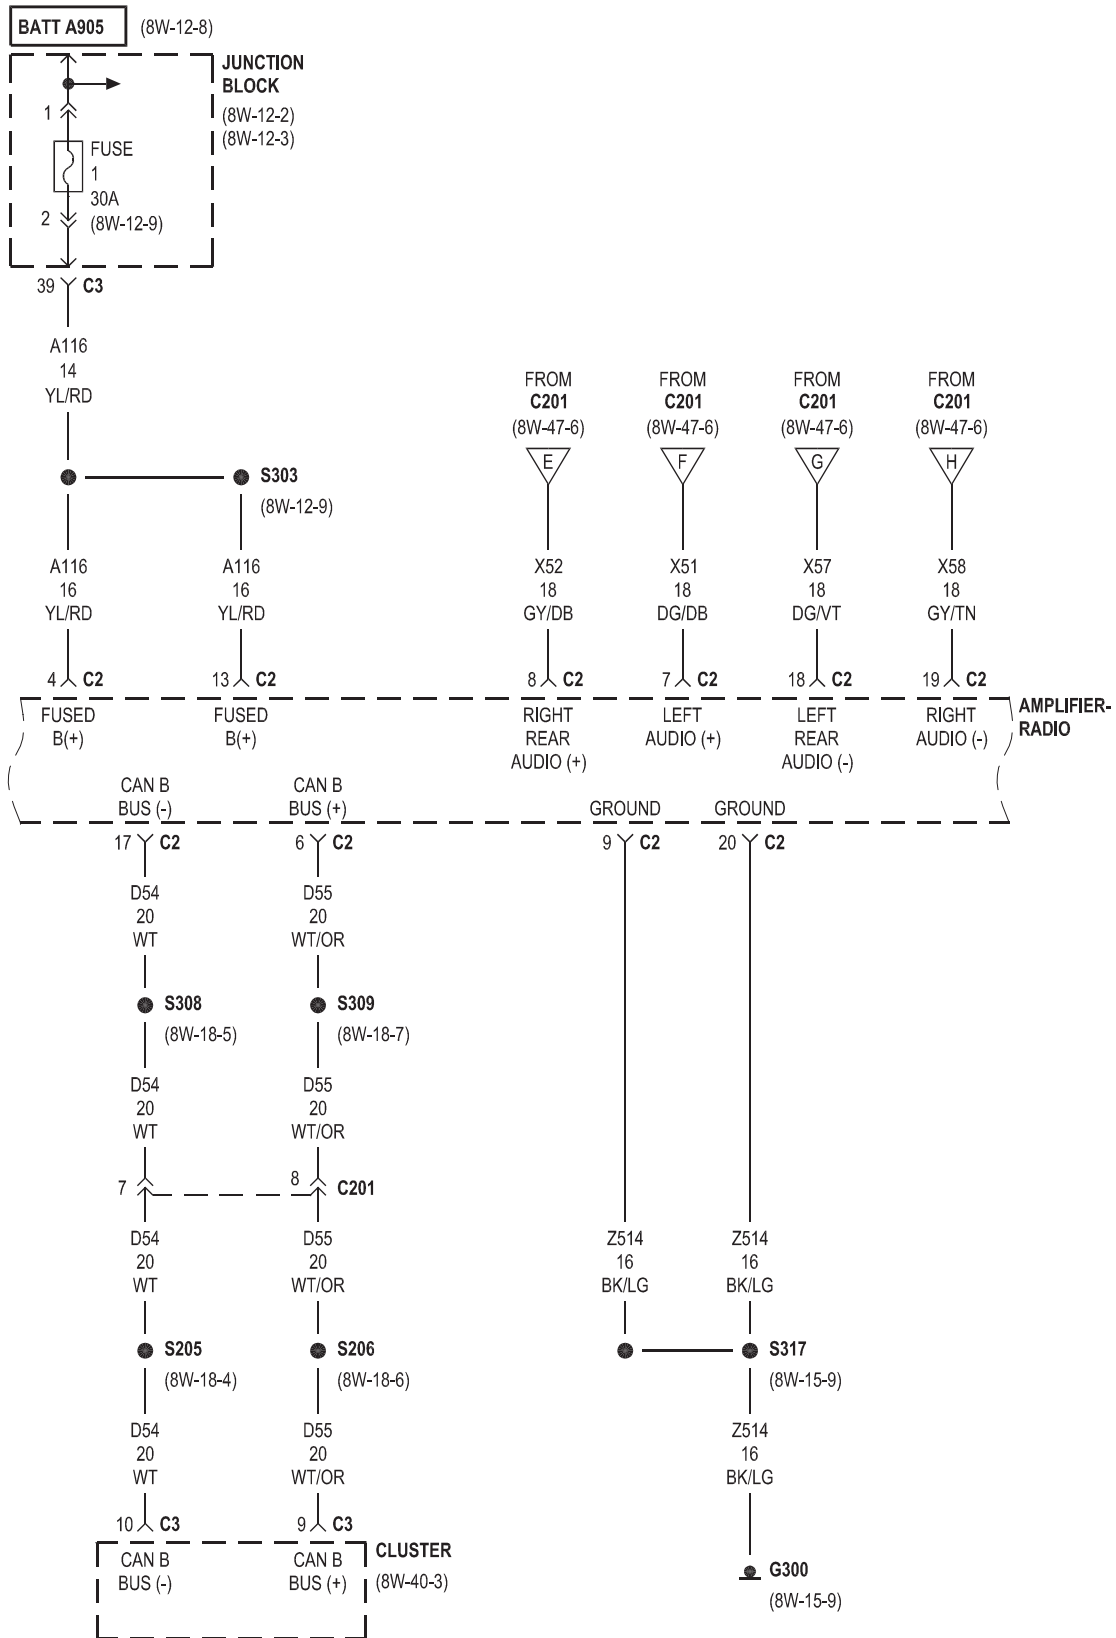 BATT A905 (8W-12-8)
JUNCTION
BLOCK
(8W-12-2)
(8W-12-3)
1
FUSE
1
30A
(8W-12-9)
2
39 C3
A116
14
YL/RD
S303
(8W-12-9)
FROM
C201
(8W-47-6)
E
FROM
C201
(8W-47-6)
F
FROM
C201
(8W-47-6)
G
FROM
C201
(8W-47-6)
H
A116
16
YL/RD
A116
16
YL/RD
X52
18
GY/DB
X51
18
DG/DB
X57
18
DG/VT
X58
18
GY/TN
4 C2
13 C2
8 C2
7 C2
18 C2
19 C2
AMPLIFIER-
RADIO
FUSED
B(+)
FUSED
B(+)
RIGHT
REAR
AUDIO (+)
LEFT
AUDIO (+)
LEFT
REAR
AUDIO (-)
RIGHT
AUDIO (-)
CAN B
BUS (-)
CAN B
BUS (+)
GROUND
GROUND
17 C2
6 C2
9 C2
20 C2
D54
20
WT
D55
20
WT/OR
S308
(8W-18-5)
S309
(8W-18-7)
D54
20
WT
D55
20
WT/OR
7
8
C201
D54
20
WT
D55
20
WT/OR
Z514
16
BK/LG
Z514
16
BK/LG
S205
(8W-18-4)
S206
(8W-18-6)
S317
(8W-15-9)
D54
20
WT
D55
20
WT/OR
Z514
16
BK/LG
10 C3
9 C3
CLUSTER
(8W-40-3)
CAN B
BUS (-)
CAN B
BUS (+)
G300
(8W-15-9)